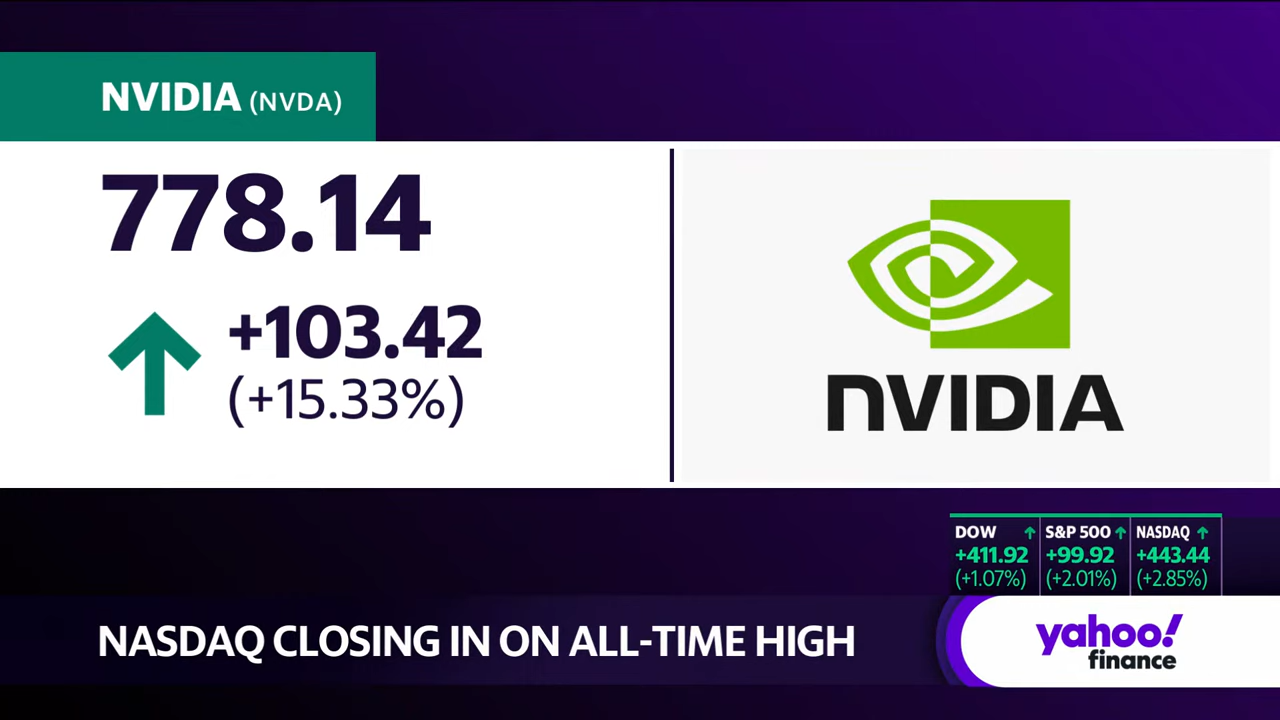 NVIDIA (NVDA)
778.14
+103.42
(+15.33%)
NVIDIA
DOW
+411.92
(+1.07%)
S&P 500
+99.92
(+2.01%)
NASDAQ
+443.44
(+2.85%)
NASDAQ CLOSING IN ON ALL-TIME HIGH
yahoo!
finance